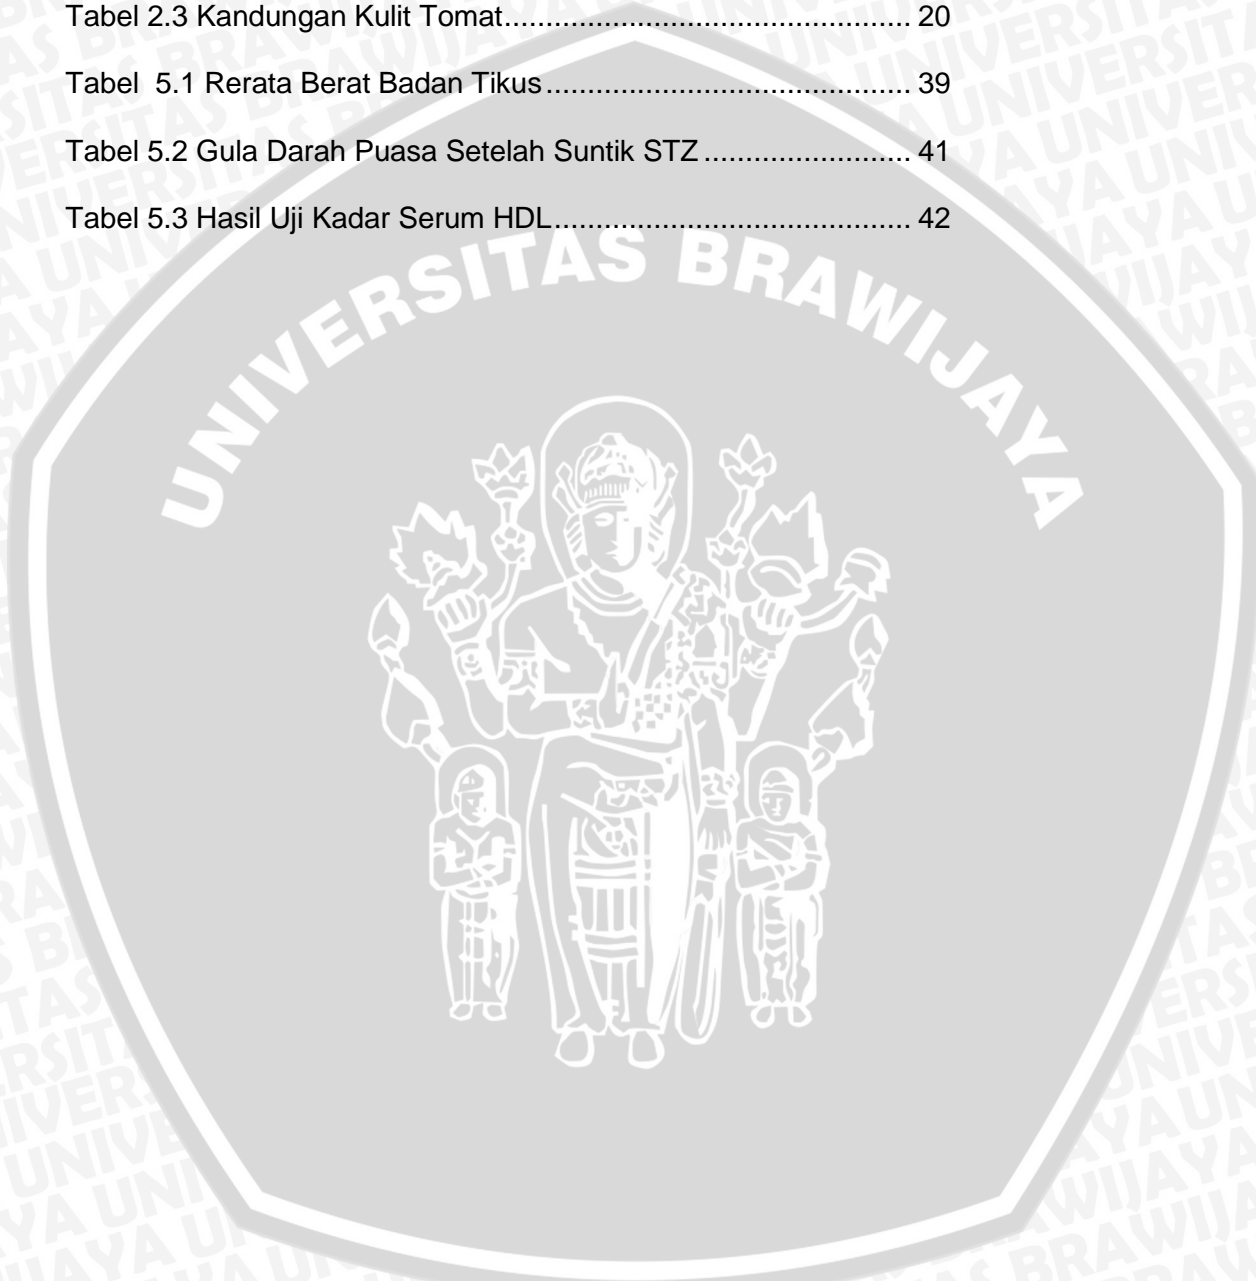 Tabel 2.3 Kandungan Kulit Tomat.................................................. 20
Tabel  5.1 Rerata Berat Badan Tikus............................................. 39
Tabel 5.2 Gula Darah Puasa Setelah Suntik STZ.......................... 41
Tabel 5.3 Hasil Uji Kadar Serum HDL............................................ 42
UNIVERSITAS BRAWIJAYA